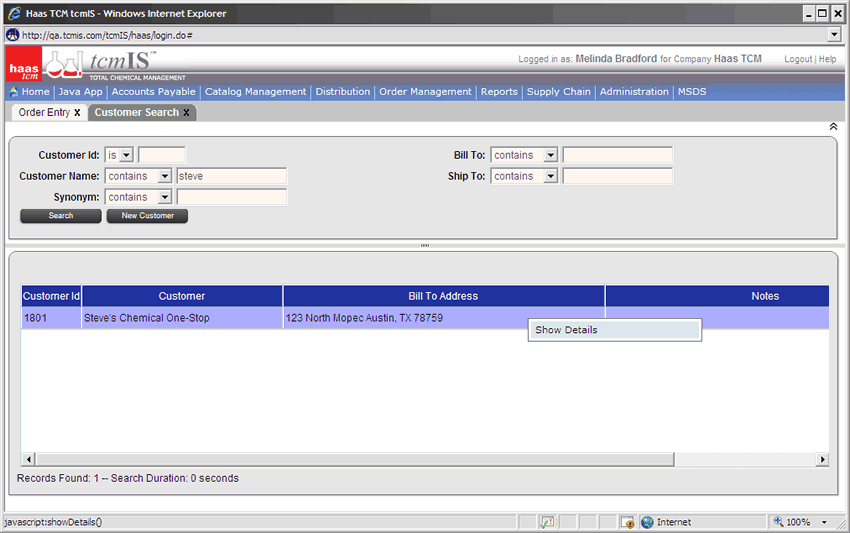 Haas TCM tcmIS - Windows Internet Explorer
http://qa.tcmis.com/tcmIS/haas/login.do#
haas tcm
tcmIS™
TOTAL CHEMICAL MANAGEMENT
Logged in as: Melinda Bradford for Company Haas TCM
Logout | Help
Home | Java App | Accounts Payable | Catalog Management | Distribution | Order Management | Reports | Supply Chain | Administration | MSDS
Order Entry X Customer Search X
Customer Id: is Bill To: contains
Customer Name: contains steve Ship To: contains
Synonym: contains
Search New Customer
Customer Id Customer Bill To Address Notes
1801 Steve's Chemical One-Stop 123 North Mopec Austin, TX 78759
Show Details
Records Found: 1 -- Search Duration: 0 seconds
javascript:showDetails() Internet 100%